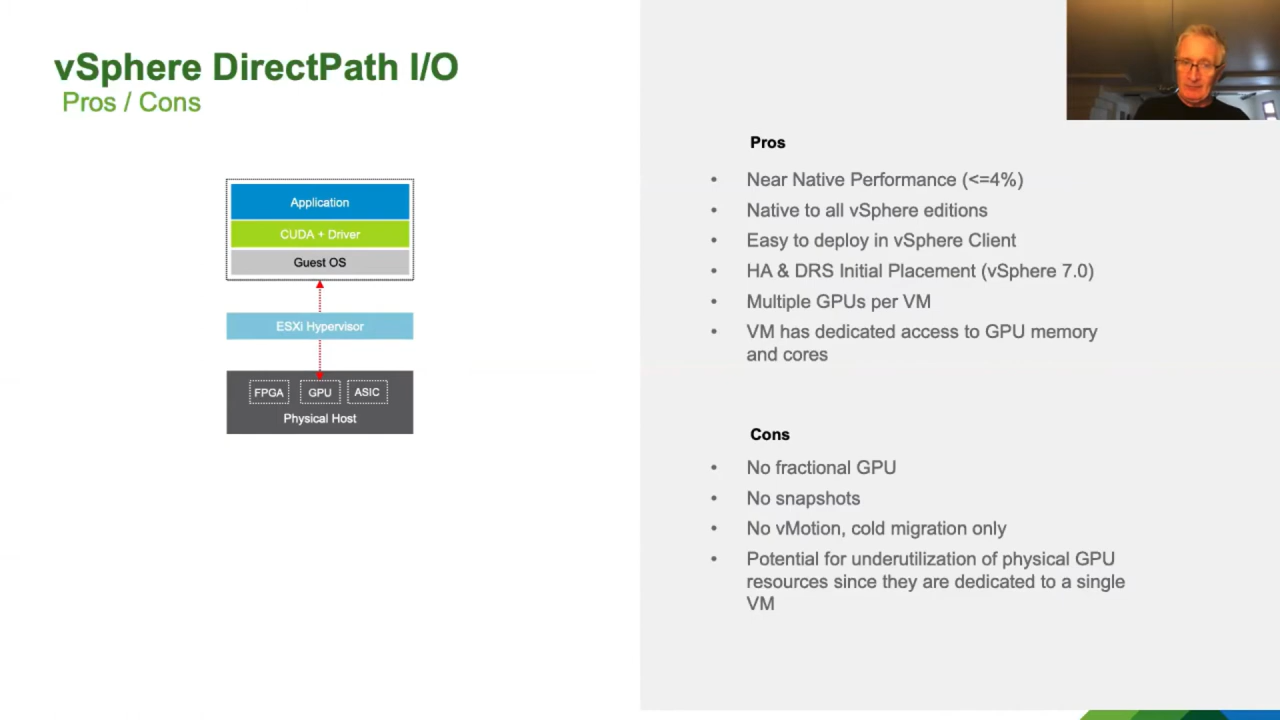 vSphere DirectPath I/O
Pros / Cons
Application
CUDA + Driver
Guest OS
ESXi Hypervisor
FPGA
GPU
ASIC
Physical Host
Pros
• Near Native Performance (<=4%)
• Native to all vSphere editions
• Easy to deploy in vSphere Client
• HA & DRS Initial Placement (vSphere 7.0)
• Multiple GPUs per VM
• VM has dedicated access to GPU memory
and cores
Cons
• No fractional GPU
• No snapshots
• No vMotion, cold migration only
• Potential for underutilization of physical GPU
resources since they are dedicated to a single
VM